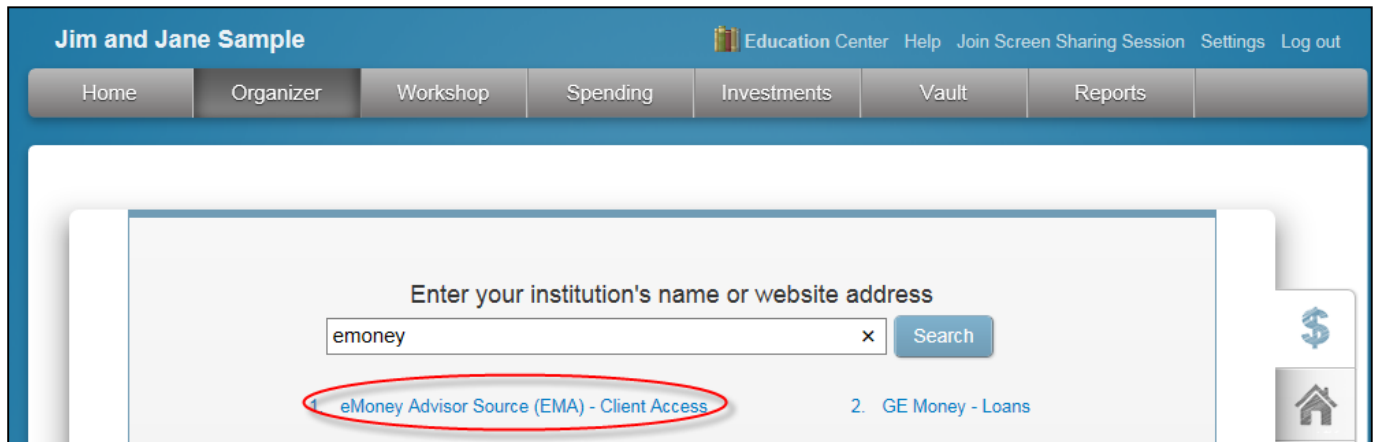 Jim and Jane Sample Education Center Help Join Screen Sharing Session Settings Log out
Home Organizer Workshop Spending Investments Vault Reports
Enter your institution's name or website address
emoney × Search
1. eMoney Advisor Source (EMA) - Client Access 2. GE Money - Loans
$